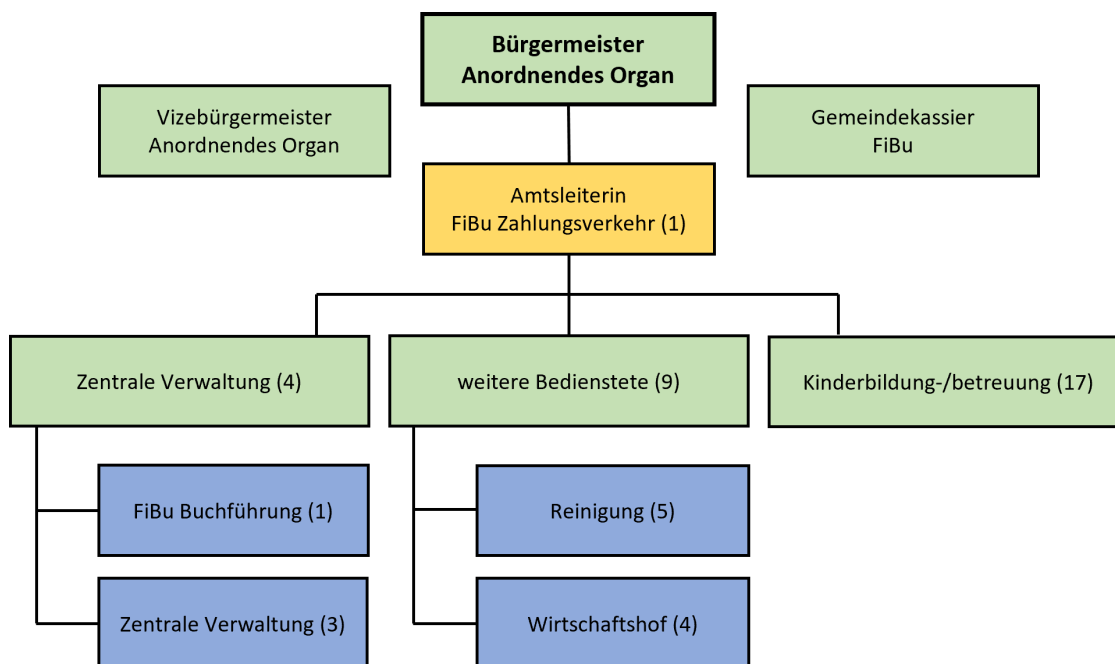 Bürgermeister
Anordnendes Organ
Vizebürgermeister
Anordnendes Organ
Gemeindekassier
FiBu
Amtsleiterin
FiBu Zahlungsverkehr (1)
Zentrale Verwaltung (4)
weitere Bedienstete (9)
Kinderbildung-/betreuung (17)
FiBu Buchführung (1)
Reinigung (5)
Zentrale Verwaltung (3)
Wirtschaftshof (4)